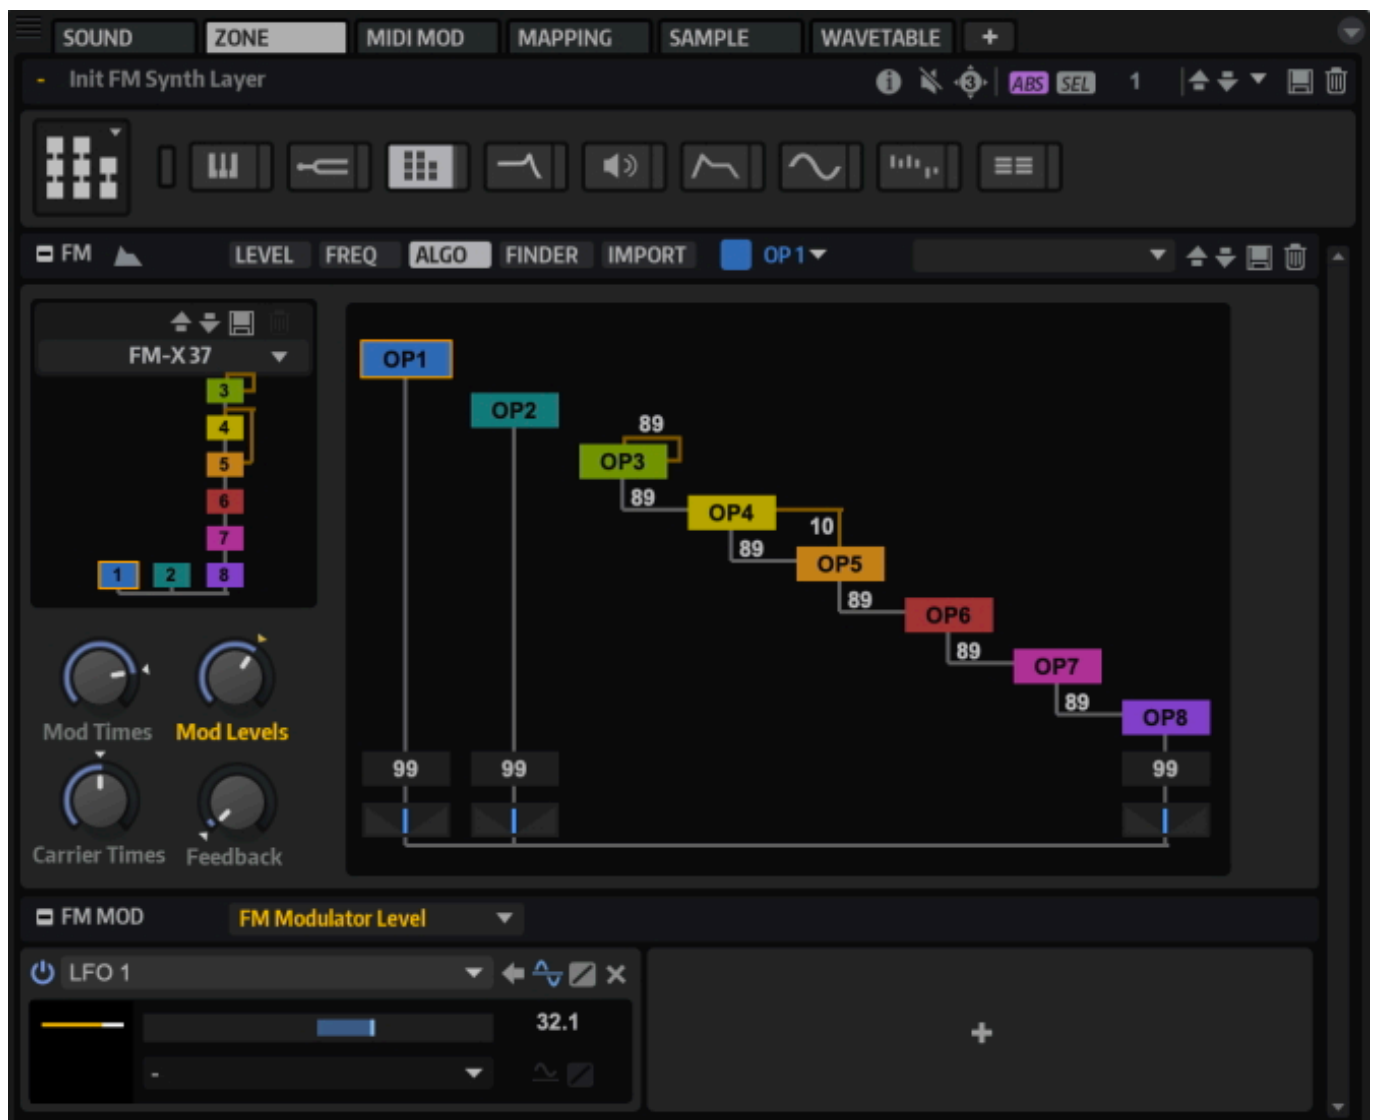 SOUND ZONE MIDI MOD MAPPING SAMPLE WAVETABLE +
- Init FM Synth Layer 3 ABS SEL 1
FM LEVEL FREQ ALGO FINDER IMPORT OP 1
FM-X 37
3
4
5
6
7
1 2 8
Mod Times Mod Levels
Carrier Times Feedback
OP1
OP2
89
OP3
89
OP4
10
89
OP5
89
OP6
89
OP7
89
OP8
99 99 99
FM MOD FM Modulator Level
LFO 1
32.1
-
+